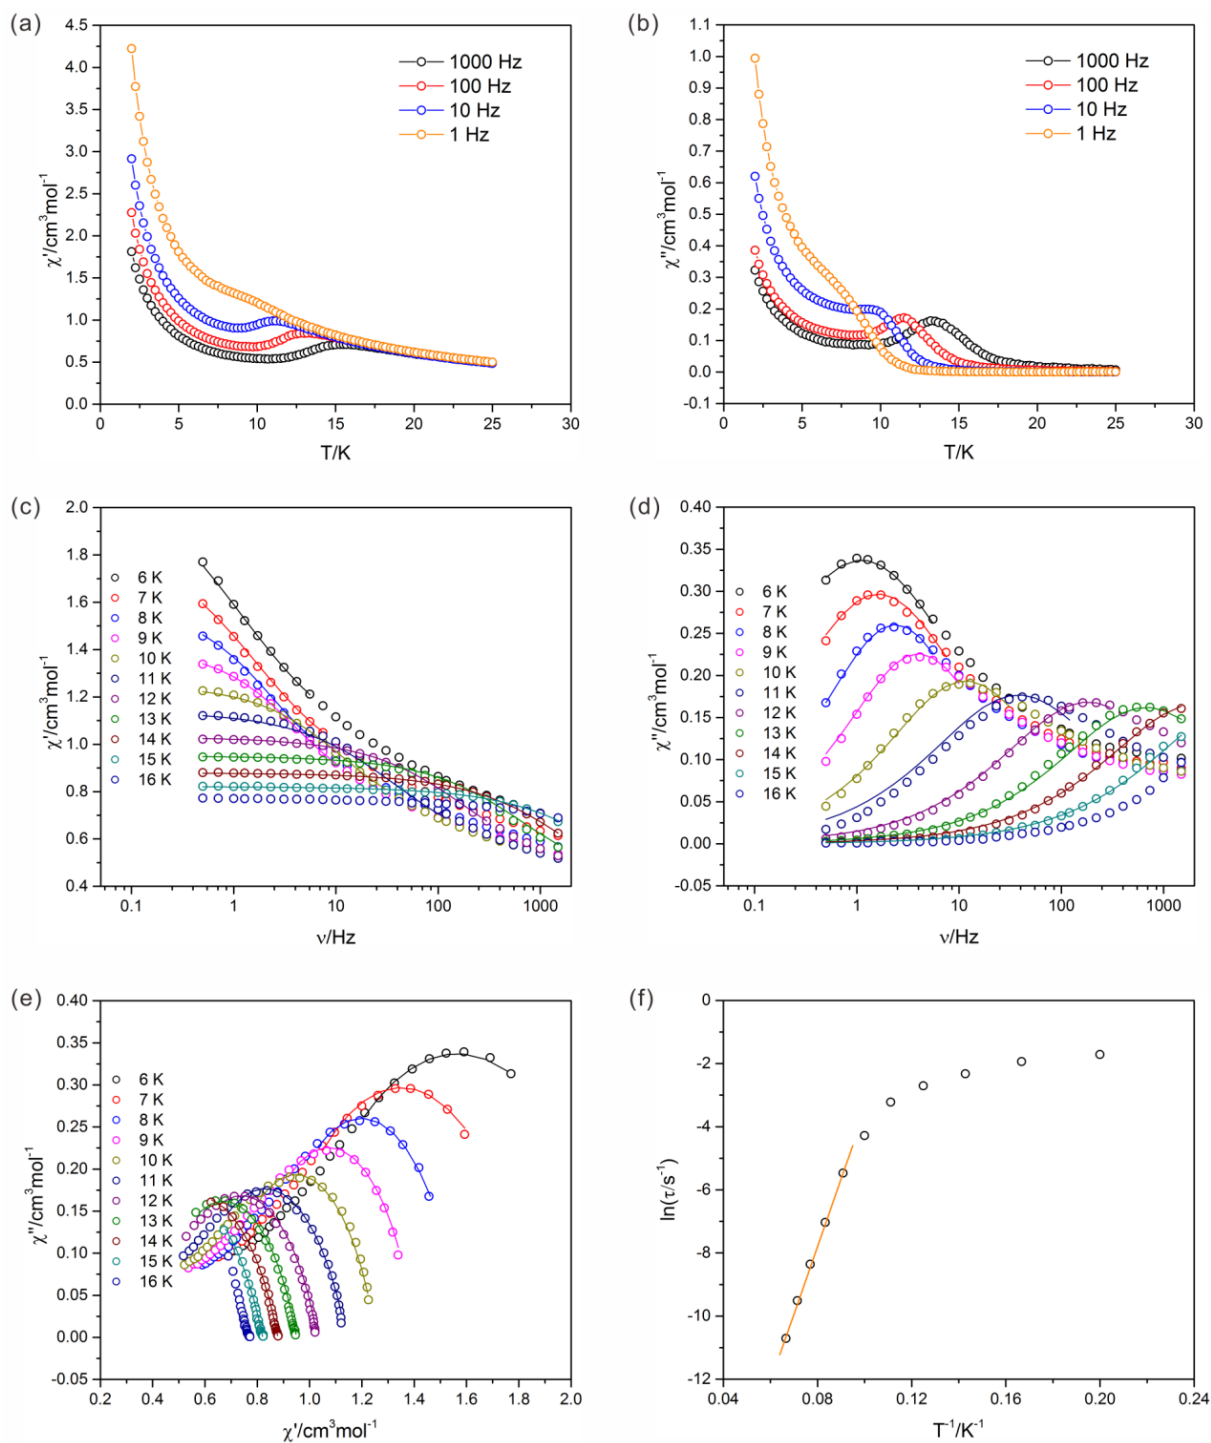 (a)
4.5
4.0
3.5
3.0
2.5
2.0
1.5
1.0
0.5
0.0
χ'/cm³mol⁻¹
1000 Hz
100 Hz
10 Hz
1 Hz
0 5 10 15 20 25 30
T/K
(b)
1.1
1.0
0.9
0.8
0.7
0.6
0.5
0.4
0.3
0.2
0.1
0.0
-0.1
χ''/cm³mol⁻¹
1000 Hz
100 Hz
10 Hz
1 Hz
0 5 10 15 20 25 30
T/K
(c)
2.0
1.8
1.6
1.4
1.2
1.0
0.8
0.6
0.4
χ'/cm³mol⁻¹
6 K
7 K
8 K
9 K
10 K
11 K
12 K
13 K
14 K
15 K
16 K
0.1 1 10 100 1000
ν/Hz
(d)
0.40
0.35
0.30
0.25
0.20
0.15
0.10
0.05
0.00
-0.05
χ''/cm³mol⁻¹
6 K
7 K
8 K
9 K
10 K
11 K
12 K
13 K
14 K
15 K
16 K
0.1 1 10 100 1000
ν/Hz
(e)
0.40
0.35
0.30
0.25
0.20
0.15
0.10
0.05
0.00
-0.05
χ''/cm³mol⁻¹
6 K
7 K
8 K
9 K
10 K
11 K
12 K
13 K
14 K
15 K
16 K
0.2 0.4 0.6 0.8 1.0 1.2 1.4 1.6 1.8 2.0
χ'/cm³mol⁻¹
(f)
0
-2
-4
-6
-8
-10
-12
ln(τ/s⁻¹)
0.04 0.08 0.12 0.16 0.20 0.24
T⁻¹/K⁻¹